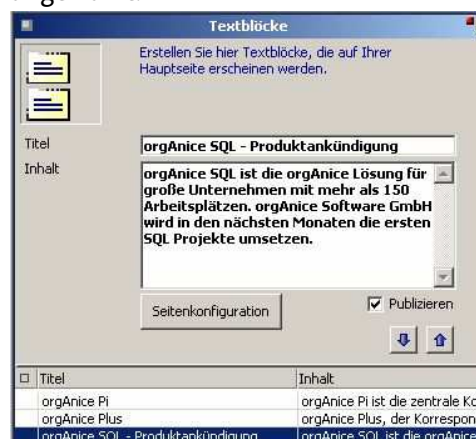 Textblöcke
Erstellen Sie hier Textblöcke, die auf Ihrer
Hauptseite erscheinen werden.
Titel
orgAnice SQL - Produktankündigung
Inhalt
orgAnice SQL ist die orgAnice Lösung für
große Unternehmen mit mehr als 150
Arbeitsplätzen. orgAnice Software GmbH
wird in den nächsten Monaten die ersten
SQL Projekte umsetzen.
Seitenkonfiguration
Publizieren
Titel Inhalt
orgAnice Pi orgAnice Pi ist die zentrale Ko
orgAnice Plus orgAnice Plus, der Korrespon
orgAnice SQL - Produktankündigung orgAnice SQL ist die orgAnice